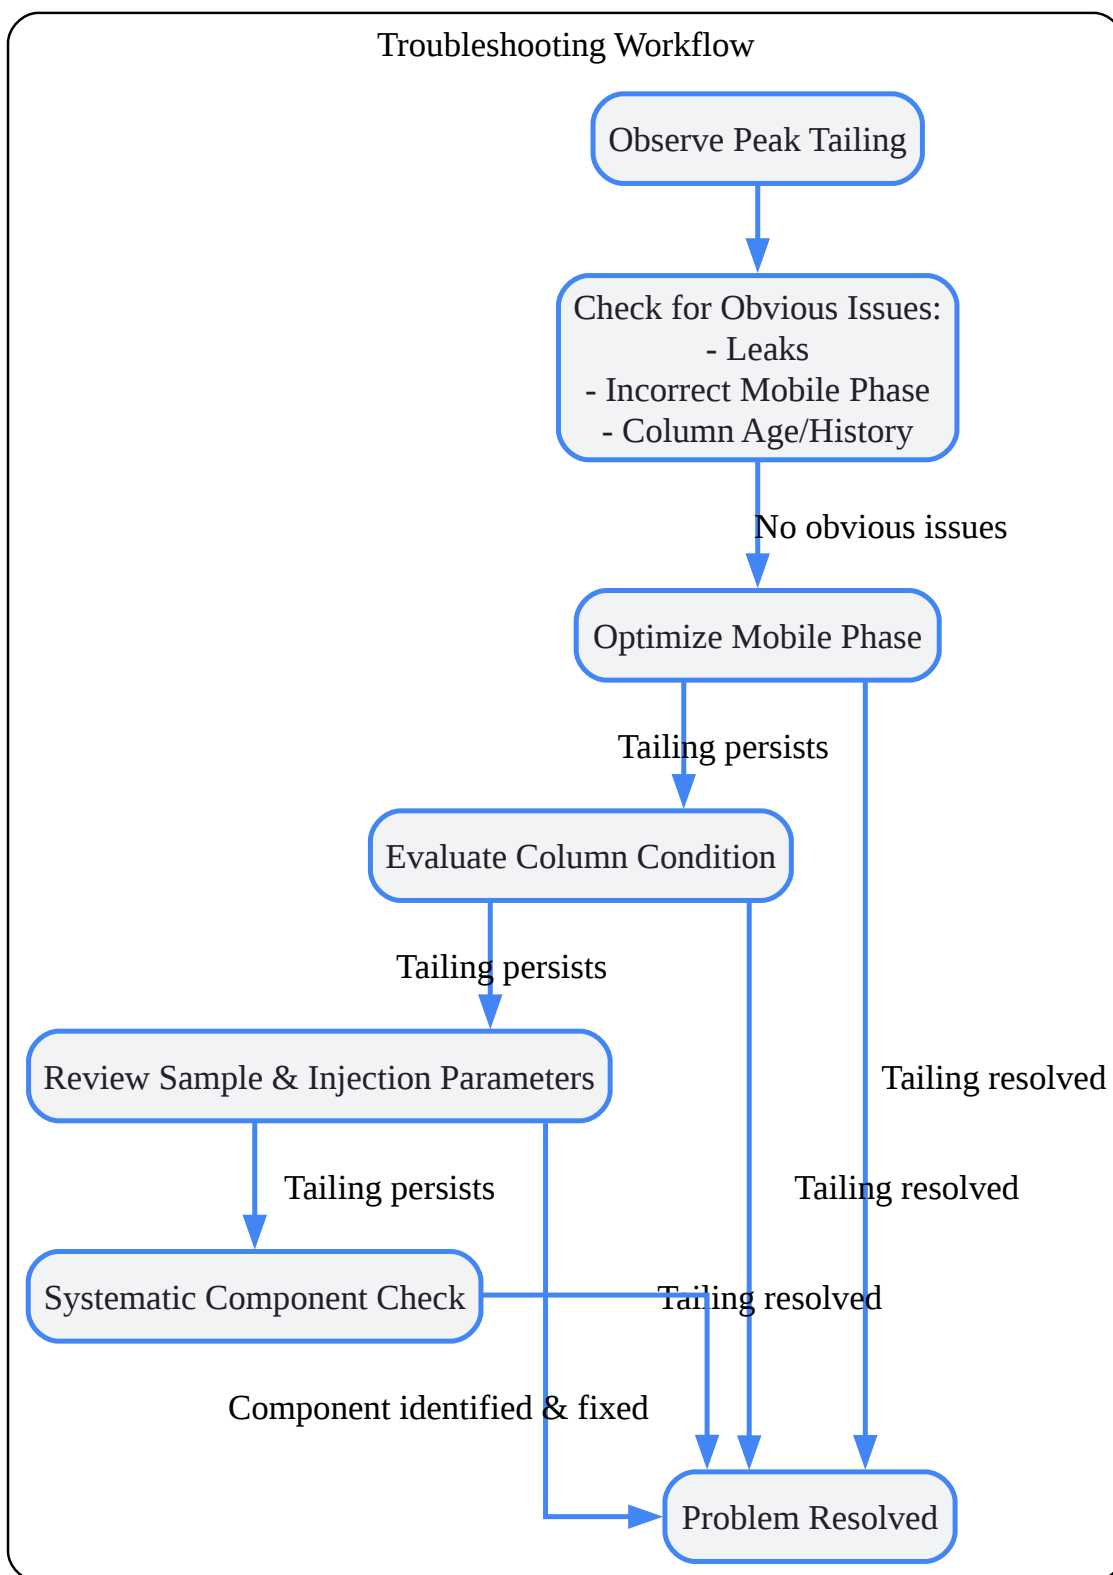 Troubleshooting Workflow
Observe Peak Tailing
Check for Obvious Issues:
- Leaks
- Incorrect Mobile Phase
- Column Age/History
No obvious issues
Optimize Mobile Phase
Tailing persists
Evaluate Column Condition
Tailing persists
Review Sample & Injection Parameters
Tailing resolved
Tailing persists
Tailing resolved
Systematic Component Check
Tailing resolved
Component identified & fixed
Problem Resolved